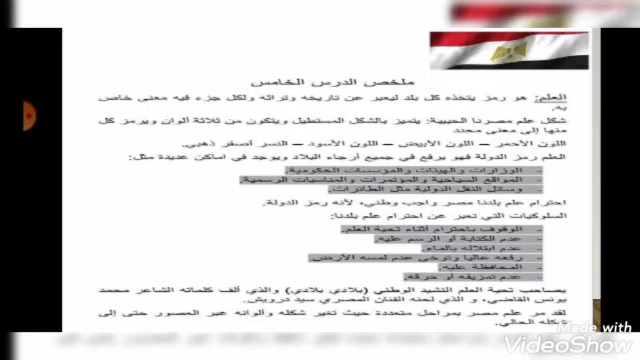 ملخص الدرس الخامس
العلم: هو رمز يتخذه كل بلد ليعبر عن تاريخه وتراثه ولكل جزء فيه معنى خاص
به.
شكل علم مصرنا الحبيبة: يتميز بالشكل المستطيل ويتكون من ثلاثة ألوان ويرمز كل
منها إلى معنى محدد
اللون الأحمر – اللون الأبيض – اللون الأسود – النسر أصفر ذهبي.
العلم رمز الدولة فهو يرفع في جميع أرجاء البلاد ويوجد في أماكن عديدة مثل:
- الوزارات والهيئات والمؤسسات الحكومية.
- المواقع السياحية والمؤتمرات والمناسبات الرسمية.
- وسائل النقل الدولية مثل الطائرات.
احترام علم بلدنا مصر واجب وطني، لأنه رمز الدولة.
السلوكيات التي تعبر عن احترام علم بلدنا:
- الوقوف باحترام أثناء تحية العلم.
- عدم الكتابة أو الرسم عليه.
- عدم ابتلاله بالماء.
- رفعه عاليا وتوخى عدم لمسه الأرض.
- المحافظة عليه.
- عدم تمزيقه أو حرقه.
يصاحب تحية العلم النشيد الوطني (بلادي بلادي) والذي ألف كلماته الشاعر محمد
يونس القاضي، و الذي لحنه الفنان المصري سيد درويش.
لقد مر علم مصر بمراحل متعددة حيث تغير شكله وألوانه عبر العصور حتى إلى
شكله الحالي.
Made with
VideoShow